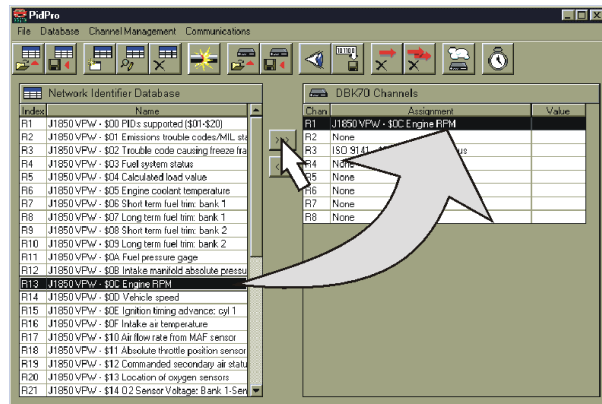 PidPro
File Database Channel Management Communications
Network Identifier Database
Index Name
R1 J1850 VPW - $00 PIDs supported ($01-$20)
R2 J1850 VPW - $01 Emissions trouble codes/MIL sta
R3 J1850 VPW - $02 Trouble code causing freeze fra
R4 J1850 VPW - $03 Fuel system status
R5 J1850 VPW - $04 Calculated load value
R6 J1850 VPW - $05 Engine coolant temperature
R7 J1850 VPW - $06 Short term fuel trim: bank 1
R8 J1850 VPW - $07 Long term fuel trim: bank 1
R9 J1850 VPW - $08 Short term fuel trim: bank 2
R10 J1850 VPW - $09 Long term fuel trim: bank 2
R11 J1850 VPW - $0A Fuel pressure gage
R12 J1850 VPW - $0B Intake manifold absolute pressu
R13 J1850 VPW - $0C Engine RPM
R14 J1850 VPW - $0D Vehicle speed
R15 J1850 VPW - $0E Ignition timing advance: cyl 1
R16 J1850 VPW - $0F Intake air temperature
R17 J1850 VPW - $10 Air flow rate from MAF sensor
R18 J1850 VPW - $11 Absolute throttle position sensor
R19 J1850 VPW - $12 Commanded secondary air statu
R20 J1850 VPW - $13 Location of oxygen sensors
R21 J1850 VPW - $14 O2 Sensor Voltage: Bank 1-Sen
DBK70 Channels
Chan Assignment Value
R1 J1850 VPW - $0C Engine RPM
R2 None
R3 ISO 9141
R4 None
R5 None
R6 None
R7 None
R8 None